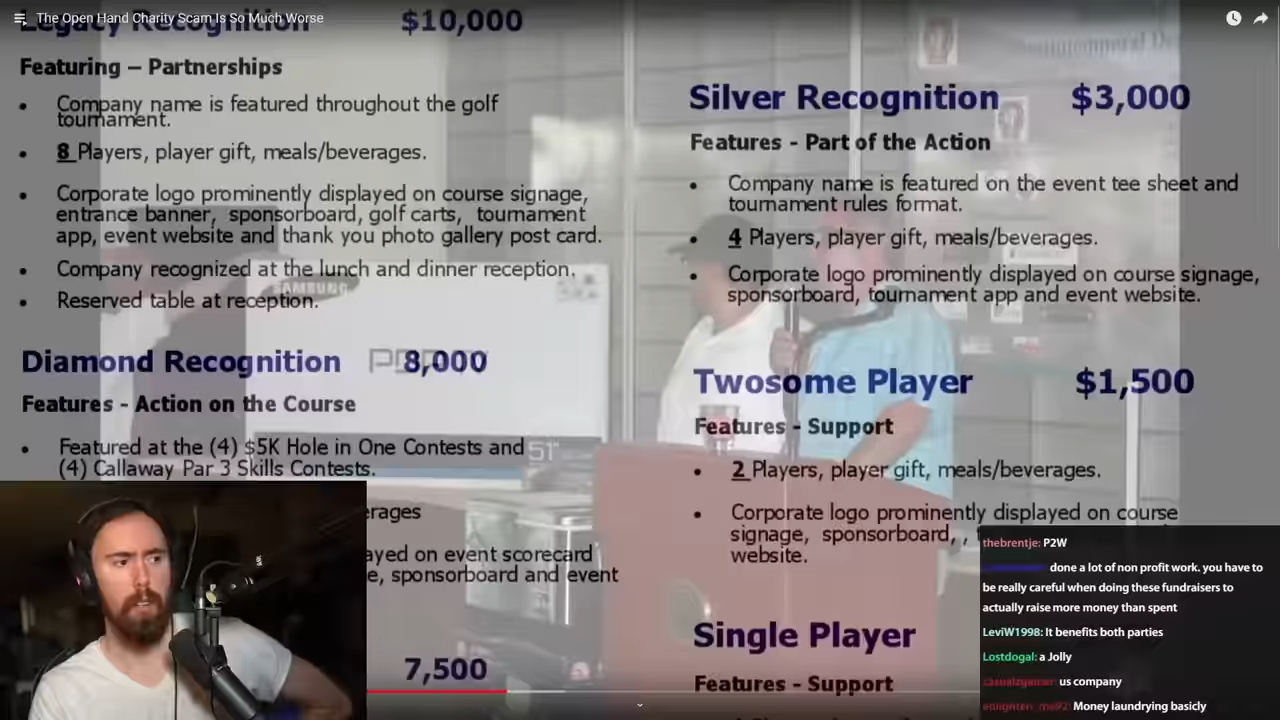 The Open Hand Charity Scam Is So Much Worse
Legacy Recognition $10,000
Featuring – Partnerships
• Company name is featured throughout the golf
tournament.
• 8 Players, player gift, meals/beverages.
• Corporate logo prominently displayed on course signage,
entrance banner, sponsorboard, golf carts, tournament
app, event website and thank you photo gallery post card.
• Company recognized at the lunch and dinner reception.
• Reserved table at reception.
SAMSUNG
Diamond Recognition 8,000
Features - Action on the Course
• Featured at the (4) $5K Hole in One Contests and
(4) Callaway Par 3 Skills Contests.
51"
erages
ayed on event scorecard
e, sponsorboard and event
7,500
Silver Recognition $3,000
Features - Part of the Action
• Company name is featured on the event tee sheet and
tournament rules format.
• 4 Players, player gift, meals/beverages.
• Corporate logo prominently displayed on course signage,
sponsorboard, tournament app and event website.
Twosome Player $1,500
Features - Support
• 2 Players, player gift, meals/beverages.
• Corporate logo prominently displayed on course
signage, sponsorboard, ,
website.
Single Player
Features - Support
thebrentje: P2W
done a lot of non profit work. you have to
be really careful when doing these fundraisers to
actually raise more money than spent
LeviW1998: It benefits both parties
Lostdogal: a Jolly
us company
Money laundrying basicly